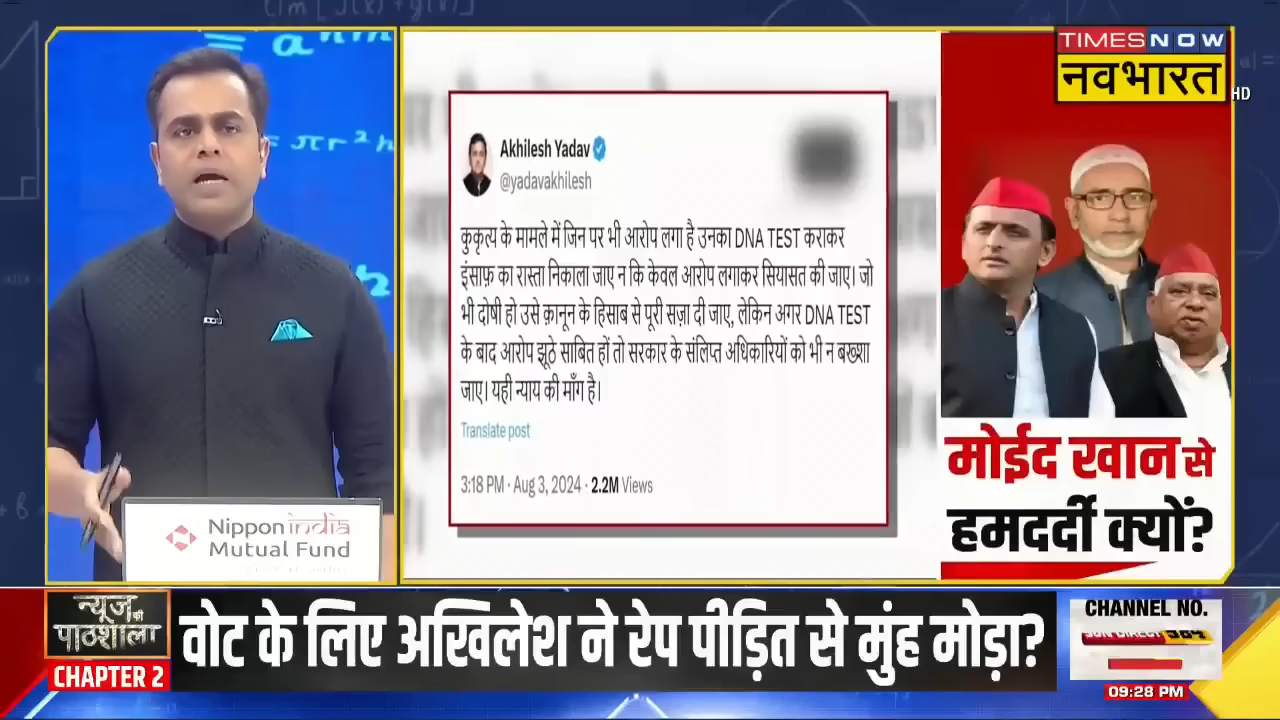 TIMES NOW
नवभारत
HD
Akhilesh Yadav
@yadavakhilesh
कुकृत्य के मामले में जिन पर भी आरोप लगा है उनका DNA TEST कराकर
इंसाफ़ का रास्ता निकाला जाए न कि केवल आरोप लगाकर सियासत की जाए। जो
भी दोषी हो उसे क़ानून के हिसाब से पूरी सज़ा दी जाए, लेकिन अगर DNA TEST
के बाद आरोप झूठे साबित हों तो सरकार के संलिप्त अधिकारियों को भी न बख्शा
जाए। यही न्याय की माँग है।
Translate post
3:18 PM · Aug 3, 2024 · 2.2M Views
मोईद खान से
हमदर्दी क्यों?
Nippon india
Mutual Fund
न्यूज़ की
पाठशाला
CHAPTER 2
वोट के लिए अखिलेश ने रेप पीड़ित से मुंह मोड़ा?
CHANNEL NO.
09:28 PM